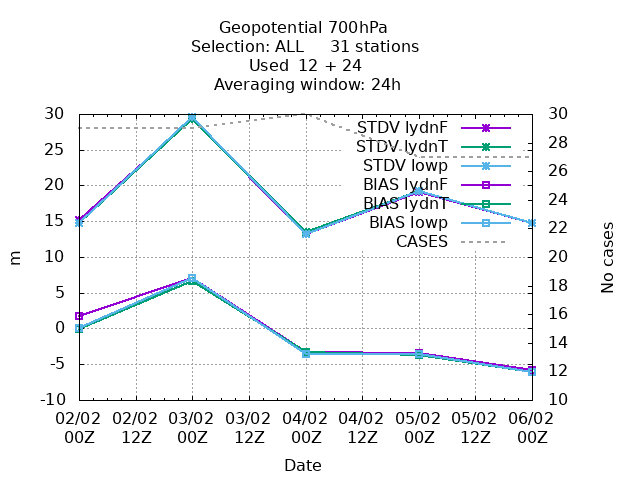 Geopotential 700hPa
Selection: ALL 31 stations
Used 12 + 24
Averaging window: 24h
30 30
28
25
26
20
24
15
22
10 20
18
5
16
0
14
-5
12
-10 10
STDV lydnF
STDV lydnT
STDV lowp
BIAS lydnF
BIAS lydnT
BIAS lowp
CASES
m
No cases
02/02 02/02 03/02 03/02 04/02 04/02 05/02 05/02 06/02
00Z 12Z 00Z 12Z 00Z 12Z 00Z 12Z 00Z
Date